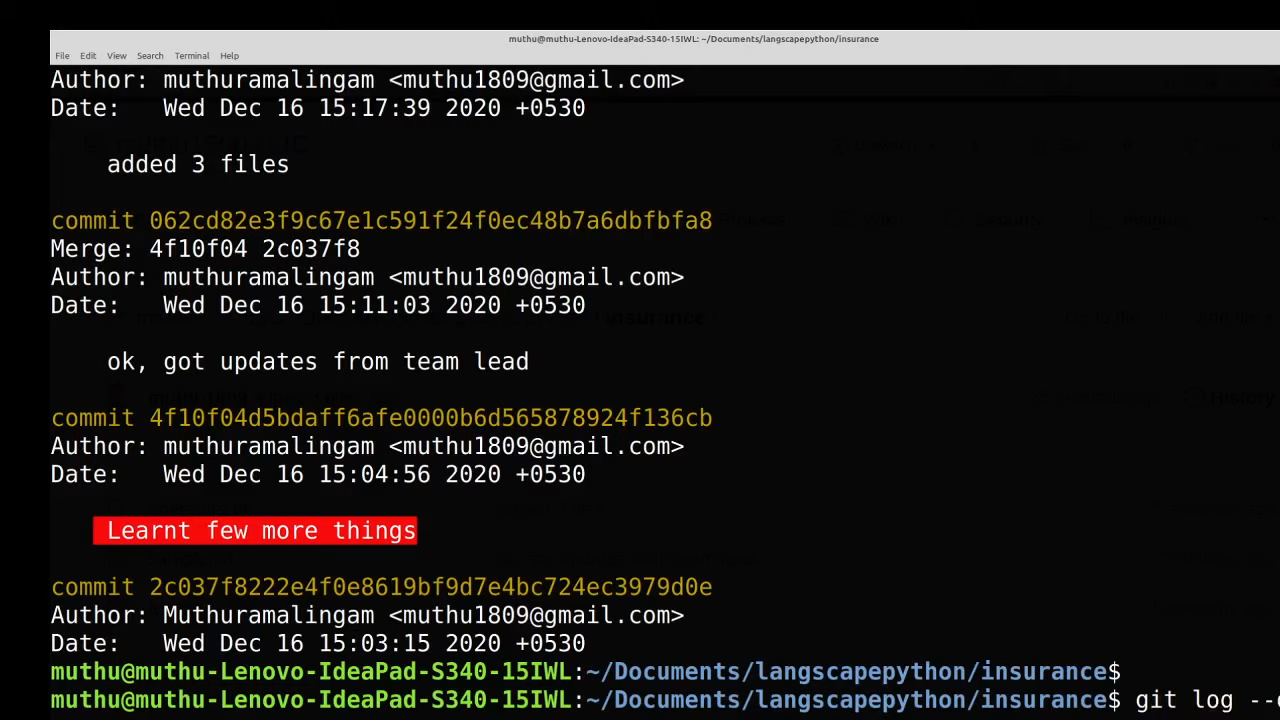 muthu@muthu-Lenovo-IdeaPad-S340-15IWL: ~/Documents/langscapepython/insurance
File Edit View Search Terminal Help
Author: muthuramalingam <muthu1809@gmail.com>
Date:   Wed Dec 16 15:17:39 2020 +0530
added 3 files
commit 062cd82e3f9c67e1c591f24f0ec48b7a6dbfbfa8
Merge: 4f10f04 2c037f8
Author: muthuramalingam <muthu1809@gmail.com>
Date:   Wed Dec 16 15:11:03 2020 +0530
ok, got updates from team lead
commit 4f10f04d5bdaff6afe0000b6d565878924f136cb
Author: muthuramalingam <muthu1809@gmail.com>
Date:   Wed Dec 16 15:04:56 2020 +0530
Learnt few more things
commit 2c037f8222e4f0e8619bf9d7e4bc724ec3979d0e
Author: Muthuramalingam <muthu1809@gmail.com>
Date:   Wed Dec 16 15:03:15 2020 +0530
muthu@muthu-Lenovo-IdeaPad-S340-15IWL:~/Documents/langscapepython/insurance$
muthu@muthu-Lenovo-IdeaPad-S340-15IWL:~/Documents/langscapepython/insurance$ git log --